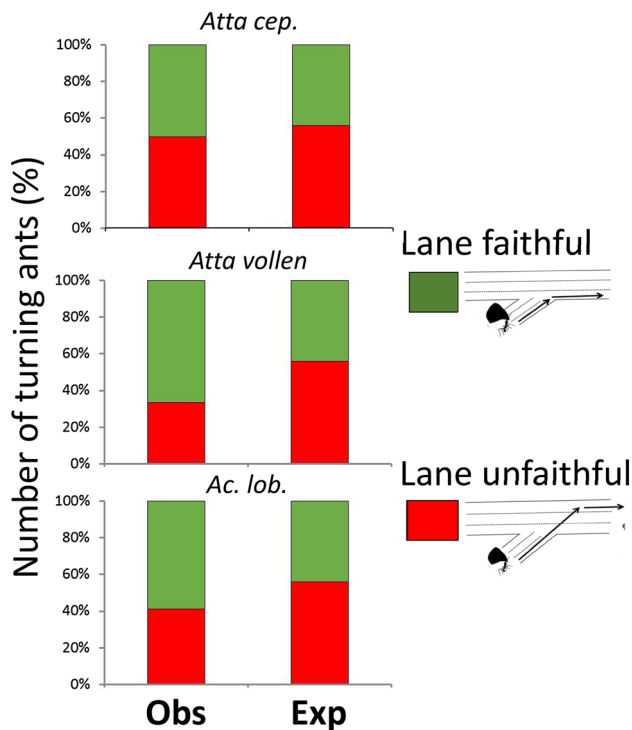 Atta cep.
100%
80%
60%
40%
20%
0%
Number of turning ants (%)
Lane faithful
Atta vollen
100%
80%
60%
40%
20%
0%
Lane unfaithful
Ac. lob.
100%
80%
60%
40%
20%
0%
Obs Exp